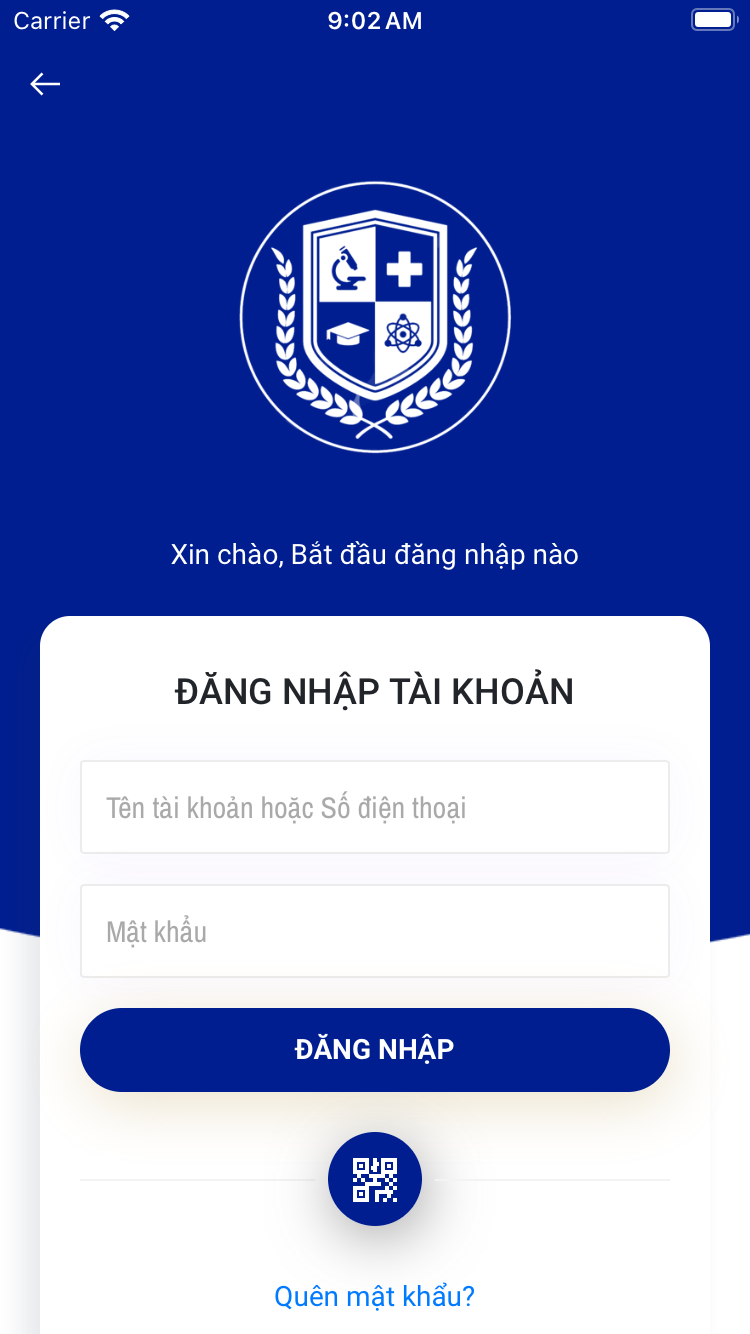 Carrier 9:02 AM
Xin chào, Bắt đầu đăng nhập nào
ĐĂNG NHẬP TÀI KHOẢN
Tên tài khoản hoặc Số điện thoại
Mật khẩu
ĐĂNG NHẬP
Quên mật khẩu?